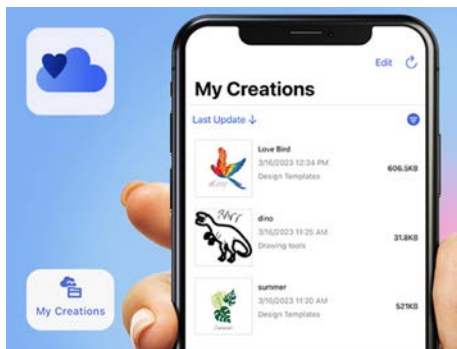 Edit
My Creations
Last Update ↓
Love Bird
3/16/2023 12:34 PM
Design Templates
606.5KB
RAFF
dino
3/16/2023 11:25 AM
Drawing tools
31.8KB
summer
3/16/2023 11:20 AM
Design Templates
521KB
My Creations